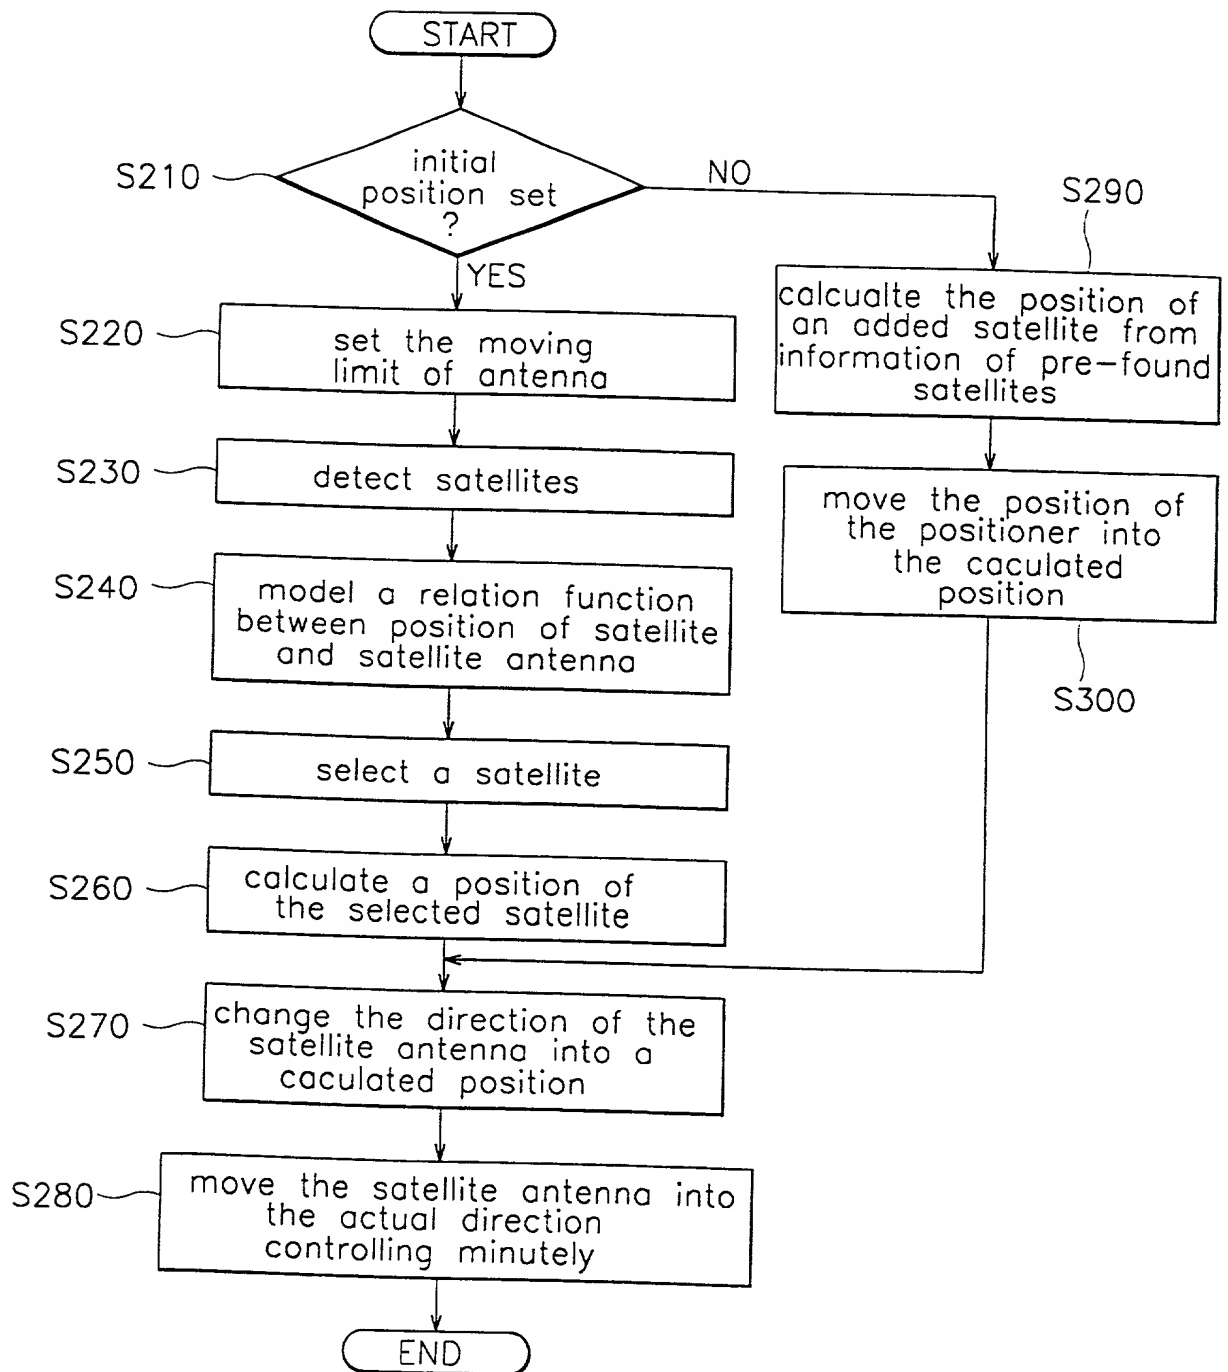 START
S210
initial
position set
?
NO
YES
S220
set the moving
limit of antenna
S230
detect satellites
S240
model a relation function
between position of satellite
and satellite antenna
S250
select a satellite
S260
calculate a position of
the selected satellite
S270
change the direction of the
satellite antenna into a
caculated position
S280
move the satellite antenna into
the actual direction
controlling minutely
END
S290
calcualte the position of
an added satellite from
information of pre-found
satellites
move the position of
the positioner into
the caculated
position
S300